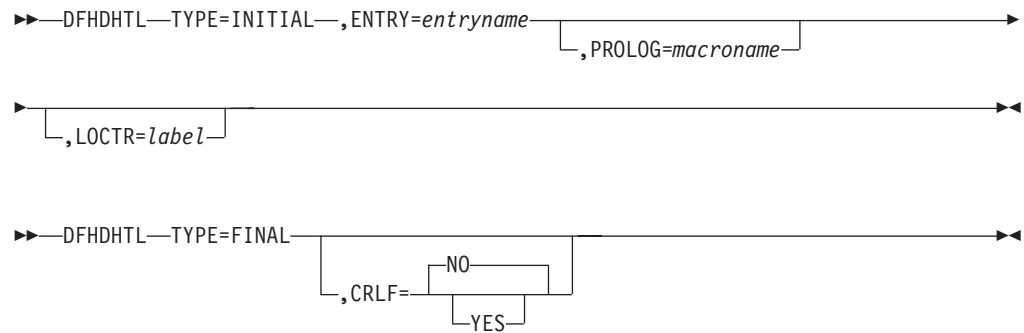 DFHDHTL TYPE=INITIAL ,ENTRY=entryname
,PROLOG=macroname
,LOCTR=label
DFHDHTL TYPE=FINAL
NO
,CRLF=
YES